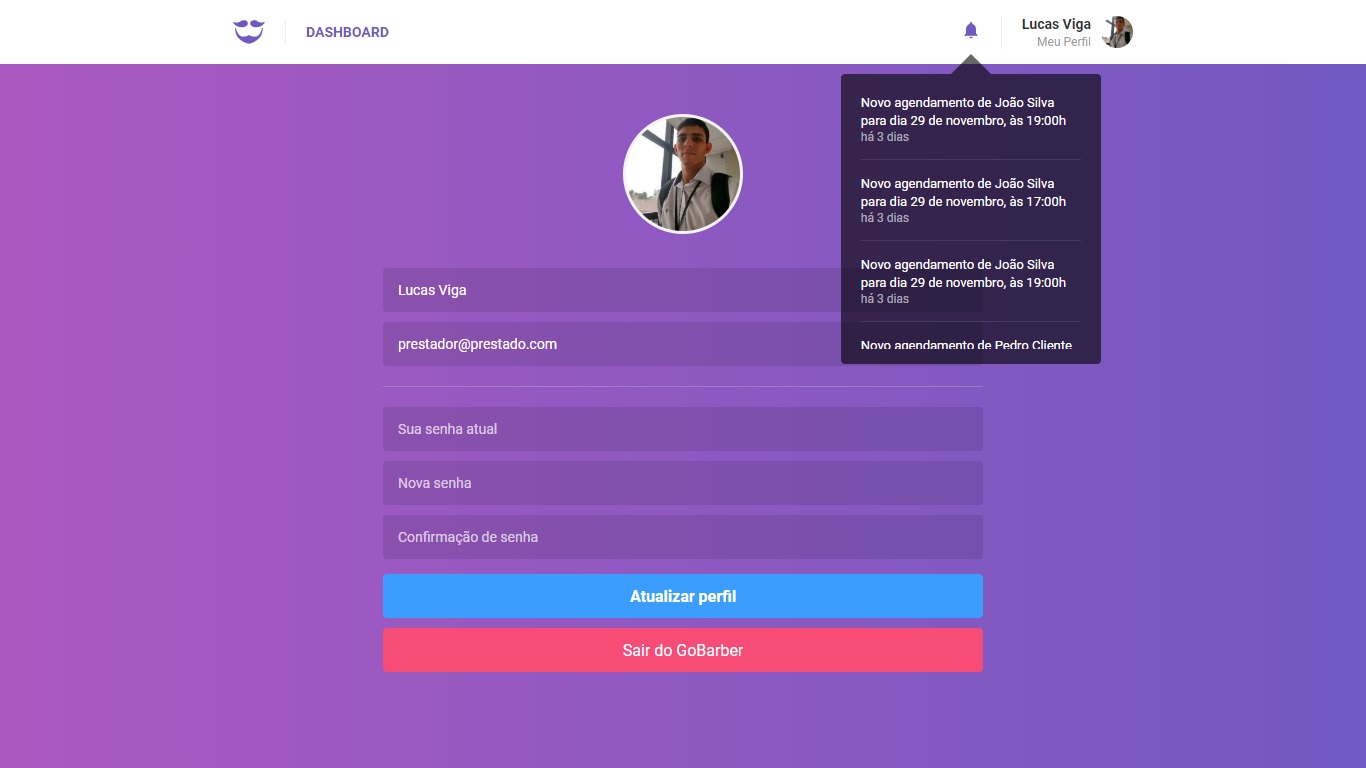 DASHBOARD
Lucas Viga
Meu Perfil
Novo agendamento de João Silva
para dia 29 de novembro, às 19:00h
há 3 dias
Novo agendamento de João Silva
para dia 29 de novembro, às 17:00h
há 3 dias
Novo agendamento de João Silva
para dia 29 de novembro, às 19:00h
há 3 dias
Novo agendamento de Pedro Cliente
Lucas Viga
prestador@prestado.com
Sua senha atual
Nova senha
Confirmação de senha
Atualizar perfil
Sair do GoBarber